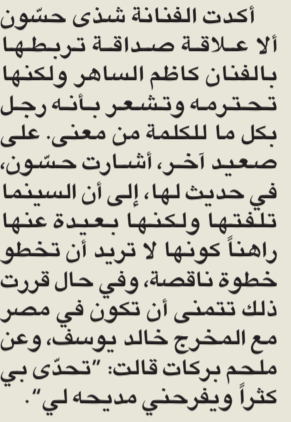 أكدت الفنانة شذى حسّون
ألا علاقة صداقة تربطها
بالفنان كاظم الساهر ولكنها
تحترمه وتشعر بأنه رجل
بكل ما للكلمة من معنى. على
صعيد آخر، أشارت حسّون،
في حديث لها، إلى أن السينما
تلفتها ولكنها بعيدة عنها
راهناً كونها لا تريد أن تخطو
خطوة ناقصة، وفي حال قررت
ذلك تتمنى أن تكون في مصر
مع المخرج خالد يوسف، وعن
ملحم بركات قالت: "تحدّى بي
كثراً ويفرحني مديحه لي".